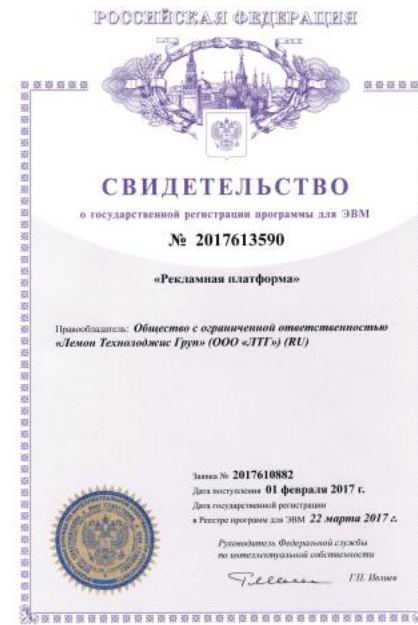 РОССИЙСКАЯ ФЕДЕРАЦИЯ
СВИДЕТЕЛЬСТВО
о государственной регистрации программы для ЭВМ
№ 2017613590
«Рекламная платформа»
Правообладатель: Общество с ограниченной ответственностью
«Лемон Технолоджис Груп» (ООО «ЛТГ») (RU)
Заявка № 2017610882
Дата поступления 01 февраля 2017 г.
Дата государственной регистрации
в Реестре программ для ЭВМ 22 марта 2017 г.
Руководитель Федеральной службы
по интеллектуальной собственности
Г.П. Ивлиев